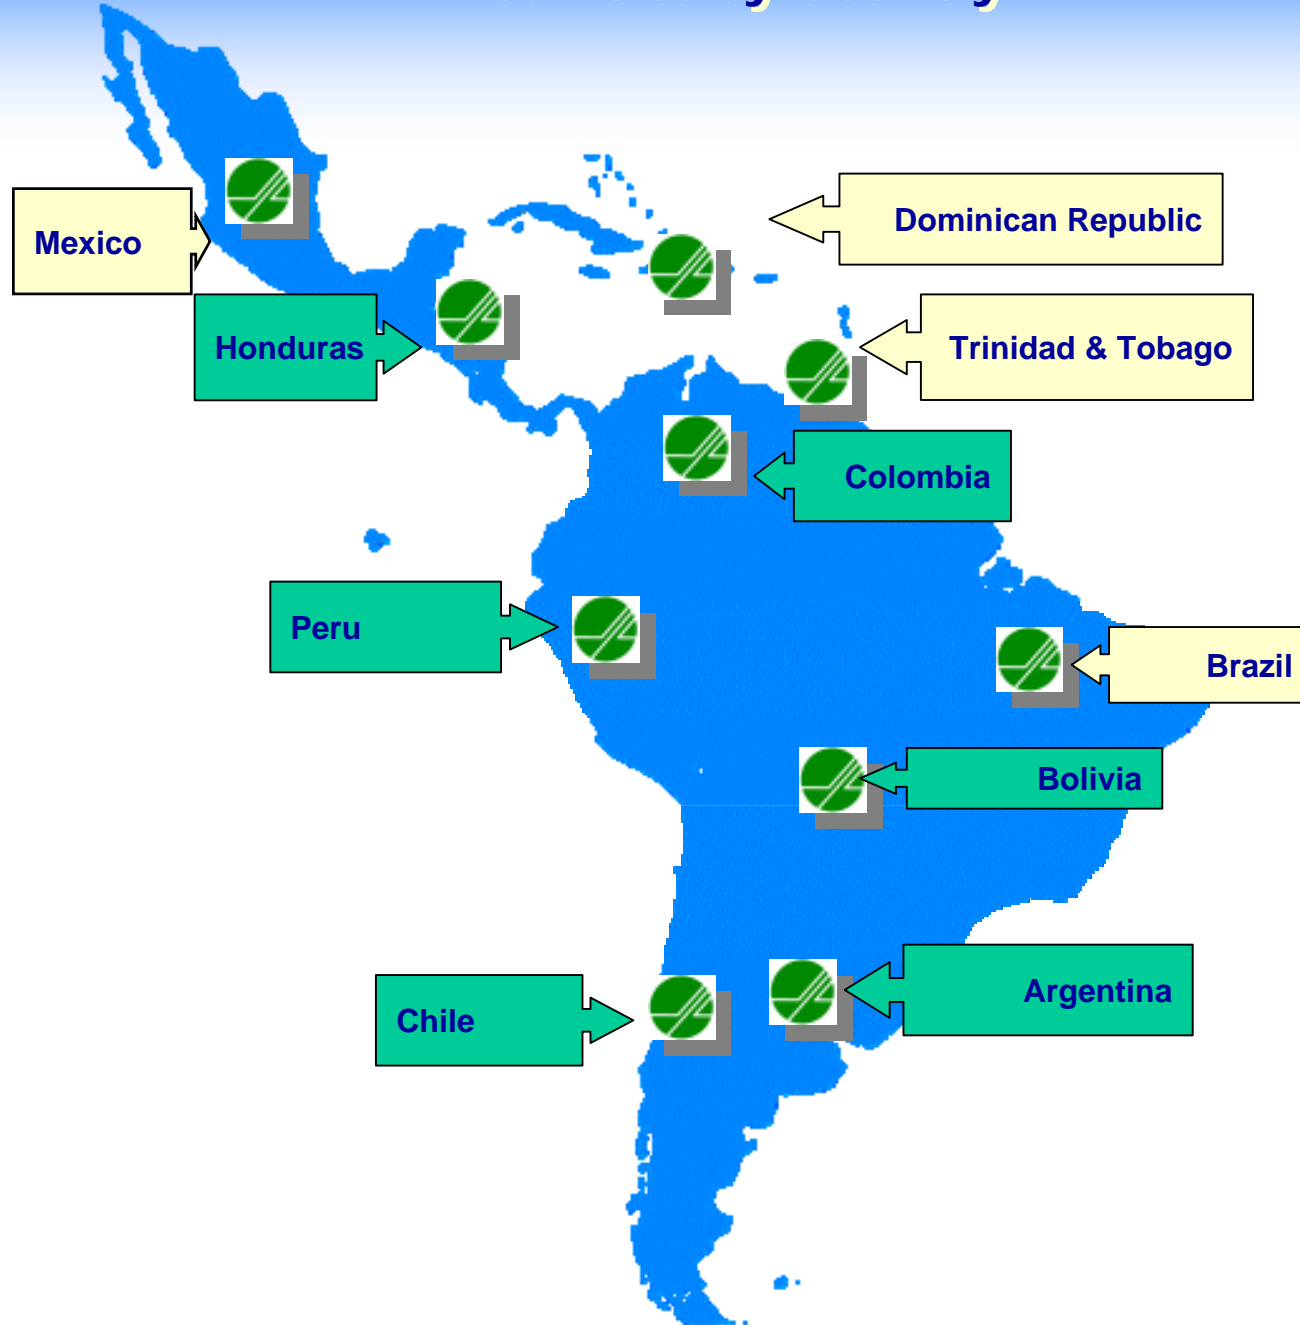 Dominican Republic
Mexico
Honduras
Trinidad & Tobago
Colombia
Peru
Brazil
Bolivia
Argentina
Chile